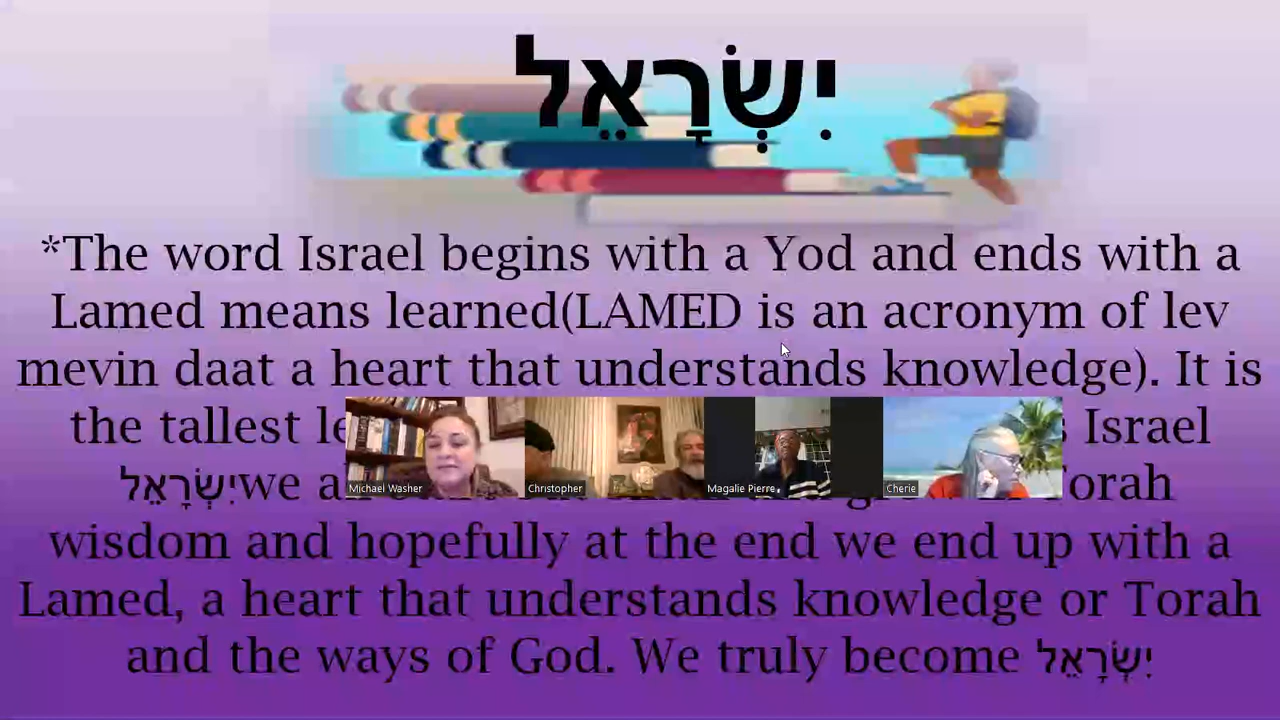 יִשְׂרָאֵל
*The word Israel begins with a Yod and ends with a
Lamed means learned(LAMED is an acronym of lev
mevin daat a heart that understands knowledge). It is
the tallest Israel
יִשְׂרָאֵל we Torah
wisdom and hopefully at the end we end up with a
Lamed, a heart that understands knowledge or Torah
and the ways of God. We truly become יִשְׂרָאֵל
Michael Washer
Christopher
Magalie Pierre
Cherie